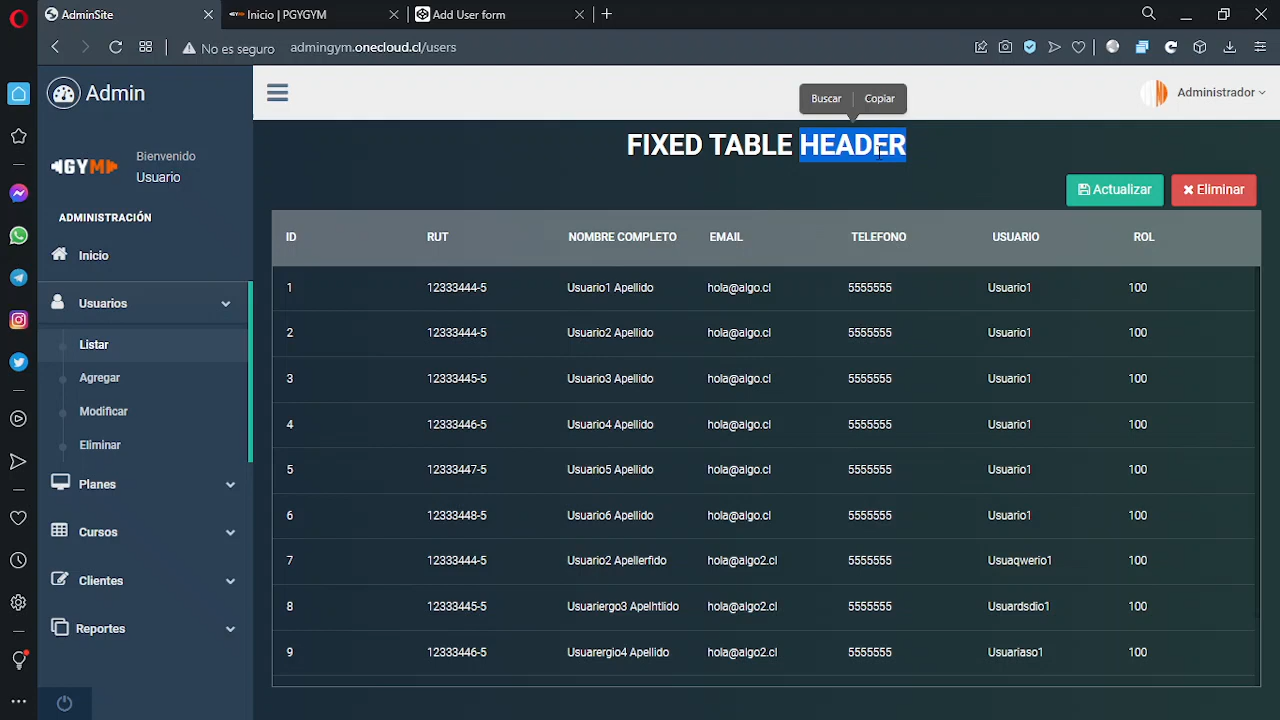 AdminSite
Inicio | PGYGYM
Add User form
No es seguro
admingym.onecloud.cl/users
Admin
Administrador
Buscar
Copiar
GYM
Bienvenido
Usuario
FIXED TABLE HEADER
Actualizar
Eliminar
ADMINISTRACIÓN
Inicio
Usuarios
Listar
Agregar
Modificar
Eliminar
Planes
Cursos
Clientes
Reportes
ID RUT NOMBRE COMPLETO EMAIL TELEFONO USUARIO ROL
1 12333444-5 Usuario1 Apellido hola@algo.cl 5555555 Usuario1 100
2 12333444-5 Usuario2 Apellido hola@algo.cl 5555555 Usuario1 100
3 12333445-5 Usuario3 Apellido hola@algo.cl 5555555 Usuario1 100
4 12333446-5 Usuario4 Apellido hola@algo.cl 5555555 Usuario1 100
5 12333447-5 Usuario5 Apellido hola@algo.cl 5555555 Usuario1 100
6 12333448-5 Usuario6 Apellido hola@algo.cl 5555555 Usuario1 100
7 12333444-5 Usuario2 Apellerfido hola@algo2.cl 5555555 Usuaqwerio1 100
8 12333445-5 Usuariergo3 Apelhtlido hola@algo2.cl 5555555 Usuardsdio1 100
9 12333446-5 Usuarergio4 Apellido hola@algo2.cl 5555555 Usuariaso1 100